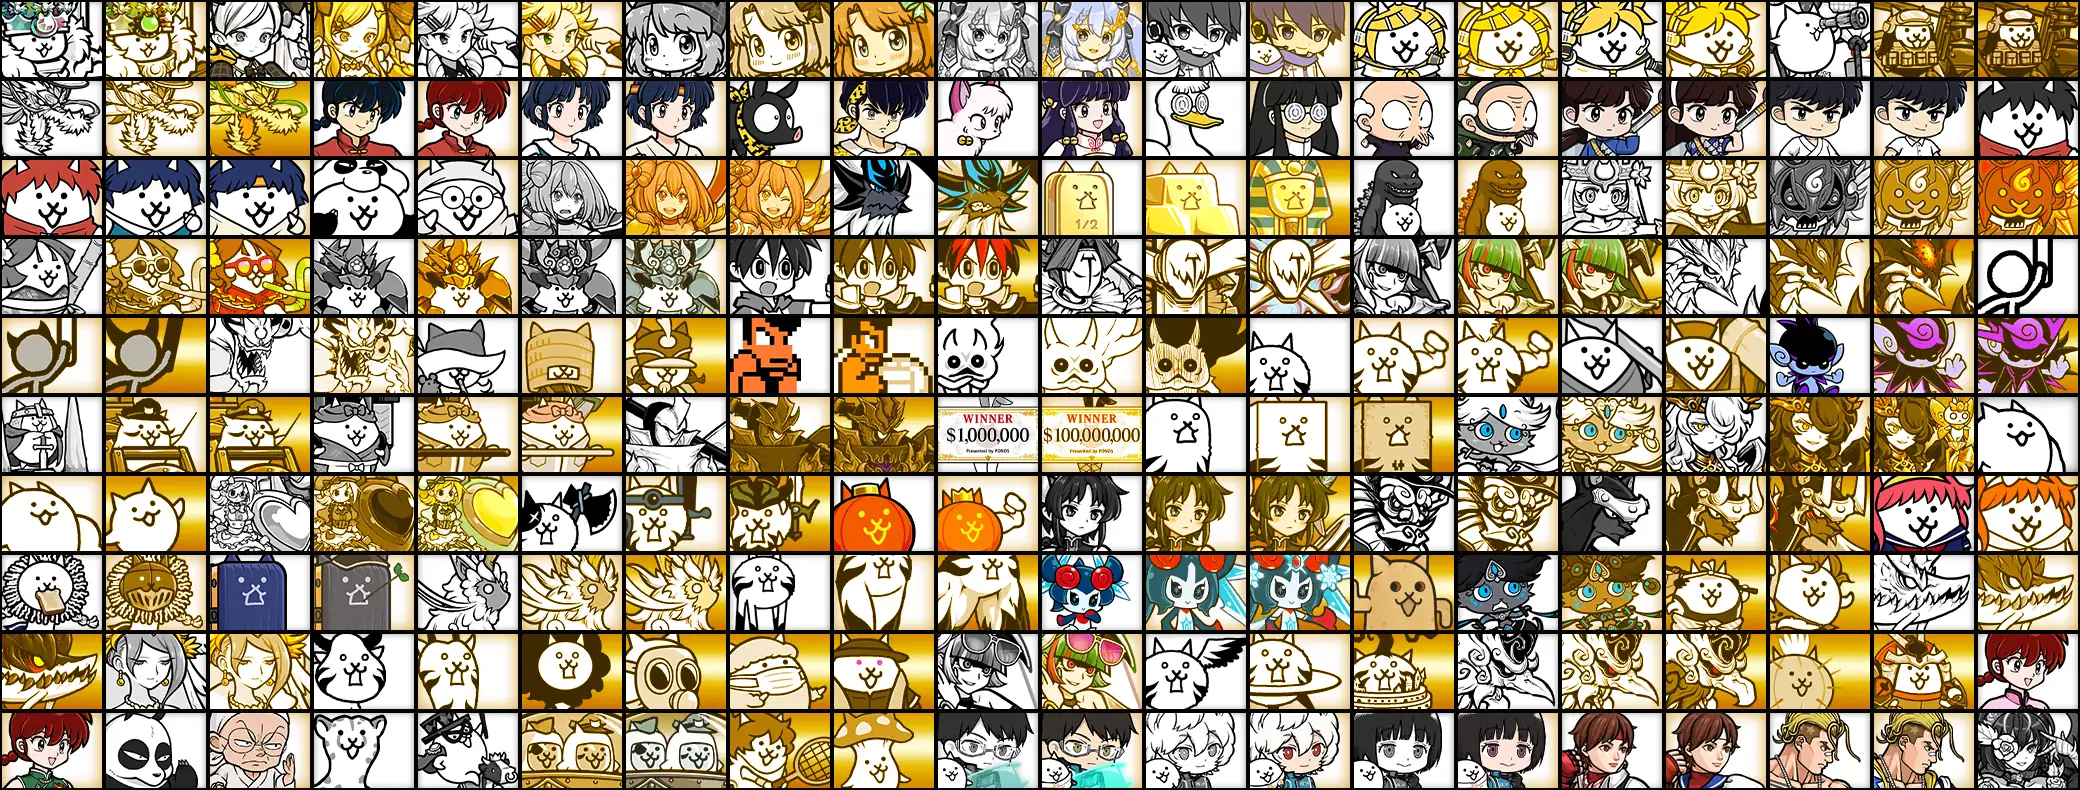 1/2
WINNER
$1,000,000
Presented by PONOS
WINNER
$100,000,000
Presented by PONOS